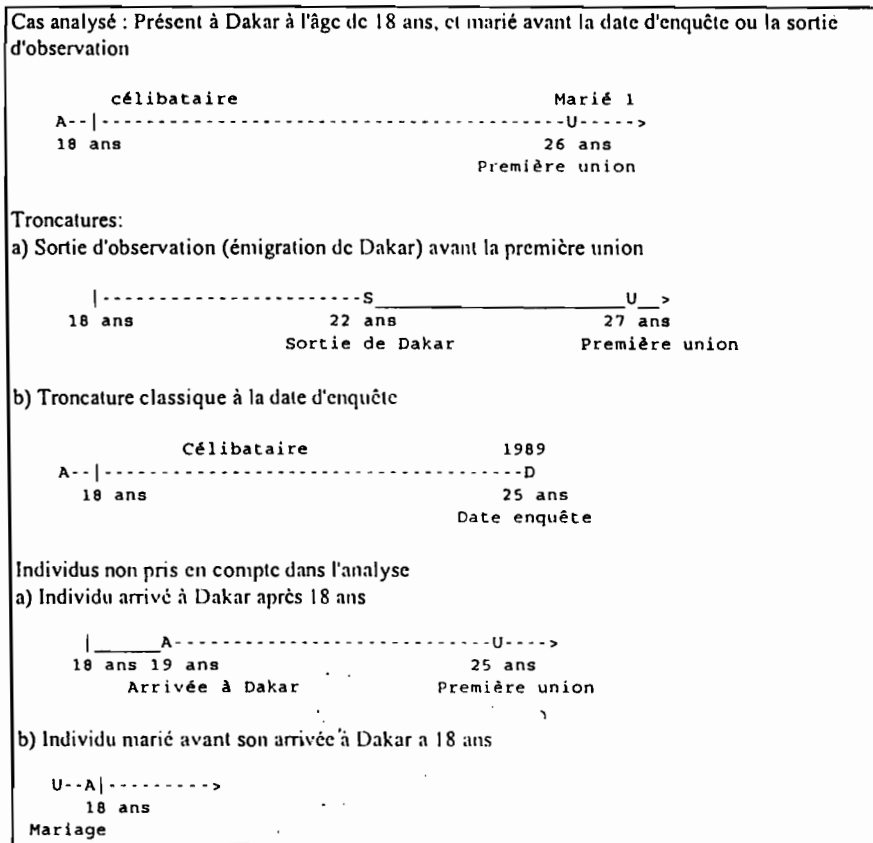 Cas analysé : Présent à Dakar à l'âge de 18 ans, et marié avant la date d'enquête ou la sortie
d'observation
célibataire Marié 1
A--|------------------------------------------U----->
18 ans 26 ans
Première union
Troncatures:
a) Sortie d'observation (émigration de Dakar) avant la première union
|-----------------------S_______________________U__>
18 ans 22 ans 27 ans
Sortie de Dakar Première union
b) Troncature classique à la date d'enquête
Célibataire 1989
A--|--------------------------------------D
18 ans 25 ans
Date enquête
Individus non pris en compte dans l'analyse
a) Individu arrivé à Dakar après 18 ans
|______A----------------------------U---->
18 ans 19 ans 25 ans
Arrivée à Dakar Première union
b) Individu marié avant son arrivée à Dakar a 18 ans
U--A|--------->
18 ans
Mariage